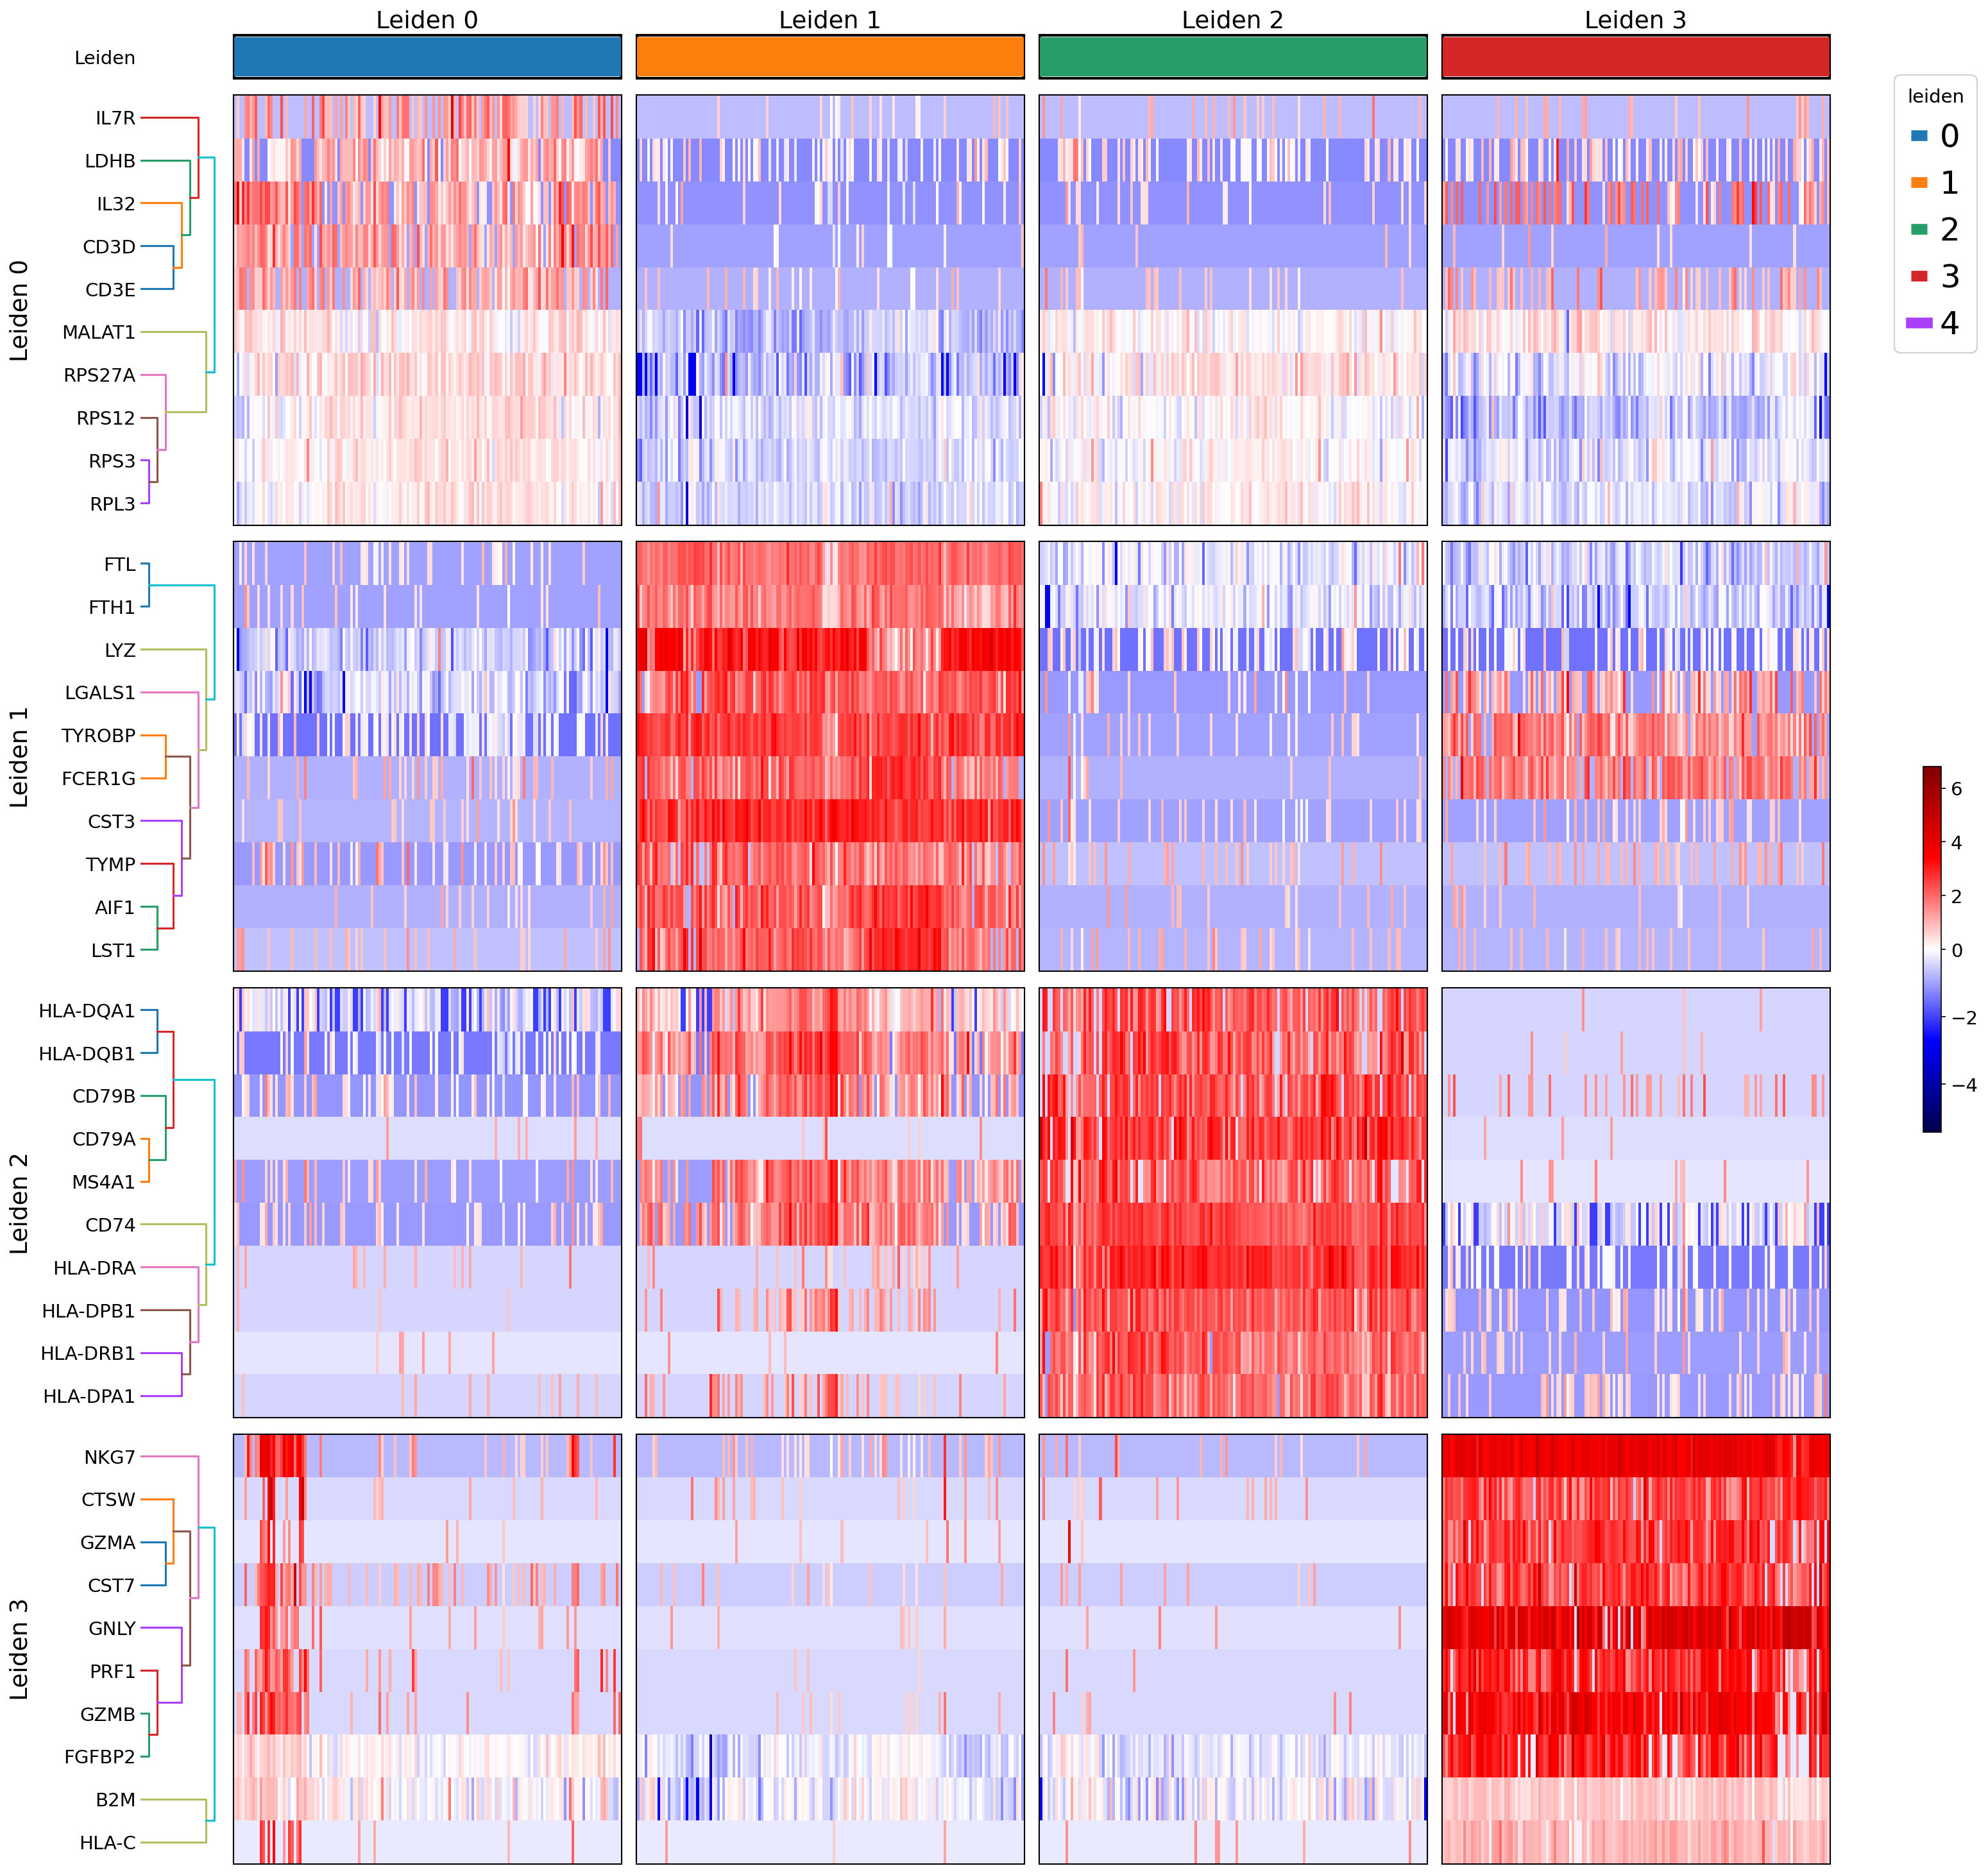 Leiden 0
Leiden 1
Leiden 2
Leiden 3
Leiden
leiden
0
1
2
3
4
Leiden 0
IL7R
LDHB
IL32
CD3D
CD3E
MALAT1
RPS27A
RPS12
RPS3
RPL3
Leiden 1
FTL
FTH1
LYZ
LGALS1
TYROBP
FCER1G
CST3
TYMP
AIF1
LST1
6
4
2
0
−2
−4
Leiden 2
HLA-DQA1
HLA-DQB1
CD79B
CD79A
MS4A1
CD74
HLA-DRA
HLA-DPB1
HLA-DRB1
HLA-DPA1
Leiden 3
NKG7
CTSW
GZMA
CST7
GNLY
PRF1
GZMB
FGFBP2
B2M
HLA-C